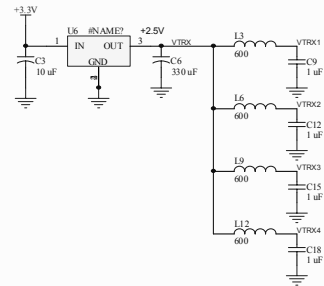 +3.3V
U6 #NAME? +2.5V
1 IN OUT 3 VTRX
GND
2
C3
10 uF
C6
330 uF
L3 VTRX1
600
C9
1 uF
L6 VTRX2
600
C12
1 uF
L9 VTRX3
600
C15
1 uF
L12 VTRX4
600
C18
1 uF